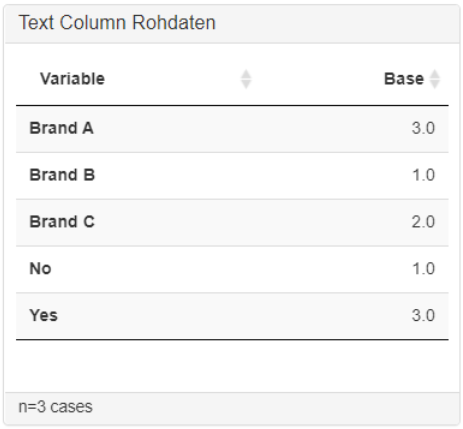 Text Column Rohdaten
Variable Base
Brand A 3.0
Brand B 1.0
Brand C 2.0
No 1.0
Yes 3.0
n=3 cases